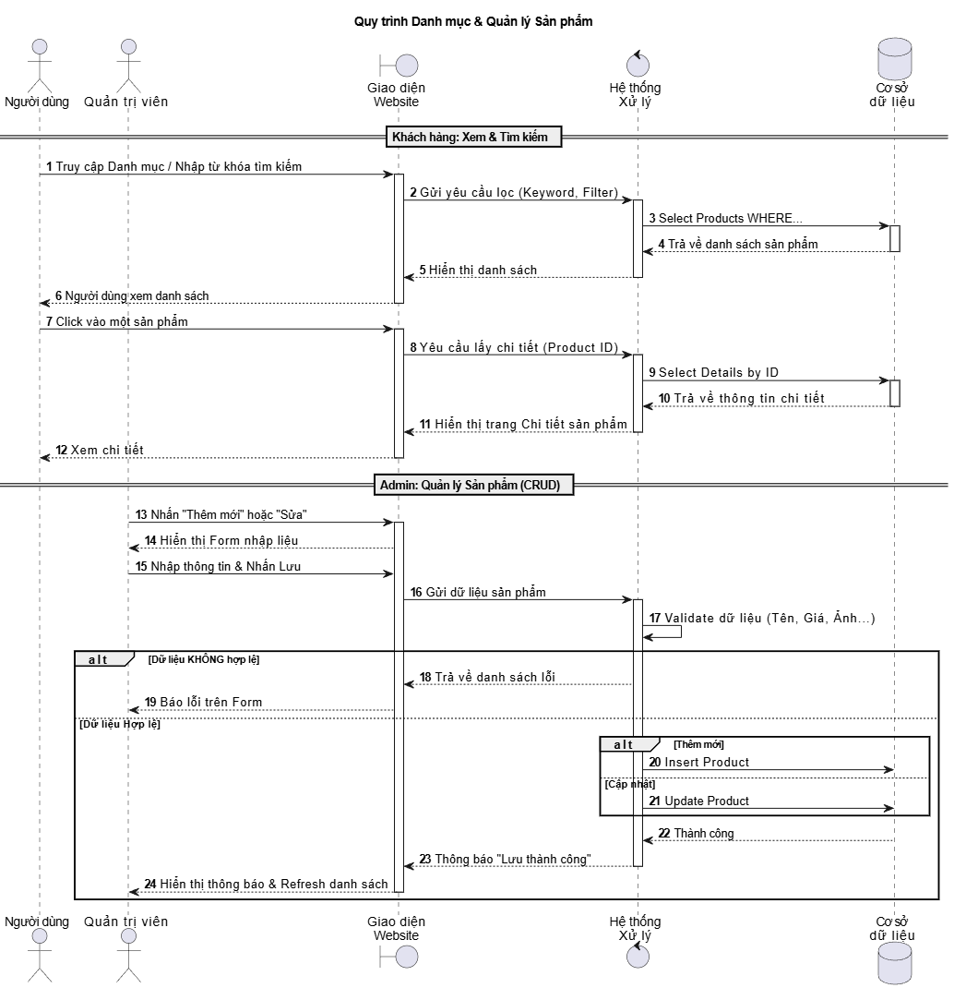 Quy trình Danh mục & Quản lý Sản phẩm
Người dùng
Quản trị viên
Giao diện
Website
Hệ thống
Xử lý
Cơ sở
dữ liệu
Khách hàng: Xem & Tìm kiếm
1 Truy cập Danh mục / Nhập từ khóa tìm kiếm
2 Gửi yêu cầu lọc (Keyword, Filter)
3 Select Products WHERE...
4 Trả về danh sách sản phẩm
5 Hiển thị danh sách
6 Người dùng xem danh sách
7 Click vào một sản phẩm
8 Yêu cầu lấy chi tiết (Product ID)
9 Select Details by ID
10 Trả về thông tin chi tiết
11 Hiển thị trang Chi tiết sản phẩm
12 Xem chi tiết
Admin: Quản lý Sản phẩm (CRUD)
13 Nhấn "Thêm mới" hoặc "Sửa"
14 Hiển thị Form nhập liệu
15 Nhập thông tin & Nhấn Lưu
16 Gửi dữ liệu sản phẩm
17 Validate dữ liệu (Tên, Giá, Ảnh...)
alt [Dữ liệu KHÔNG hợp lệ]
18 Trả về danh sách lỗi
19 Báo lỗi trên Form
[Dữ liệu Hợp lệ]
alt [Thêm mới]
20 Insert Product
[Cập nhật]
21 Update Product
22 Thành công
23 Thông báo "Lưu thành công"
24 Hiển thị thông báo & Refresh danh sách
Người dùng
Quản trị viên
Giao diện
Website
Hệ thống
Xử lý
Cơ sở
dữ liệu